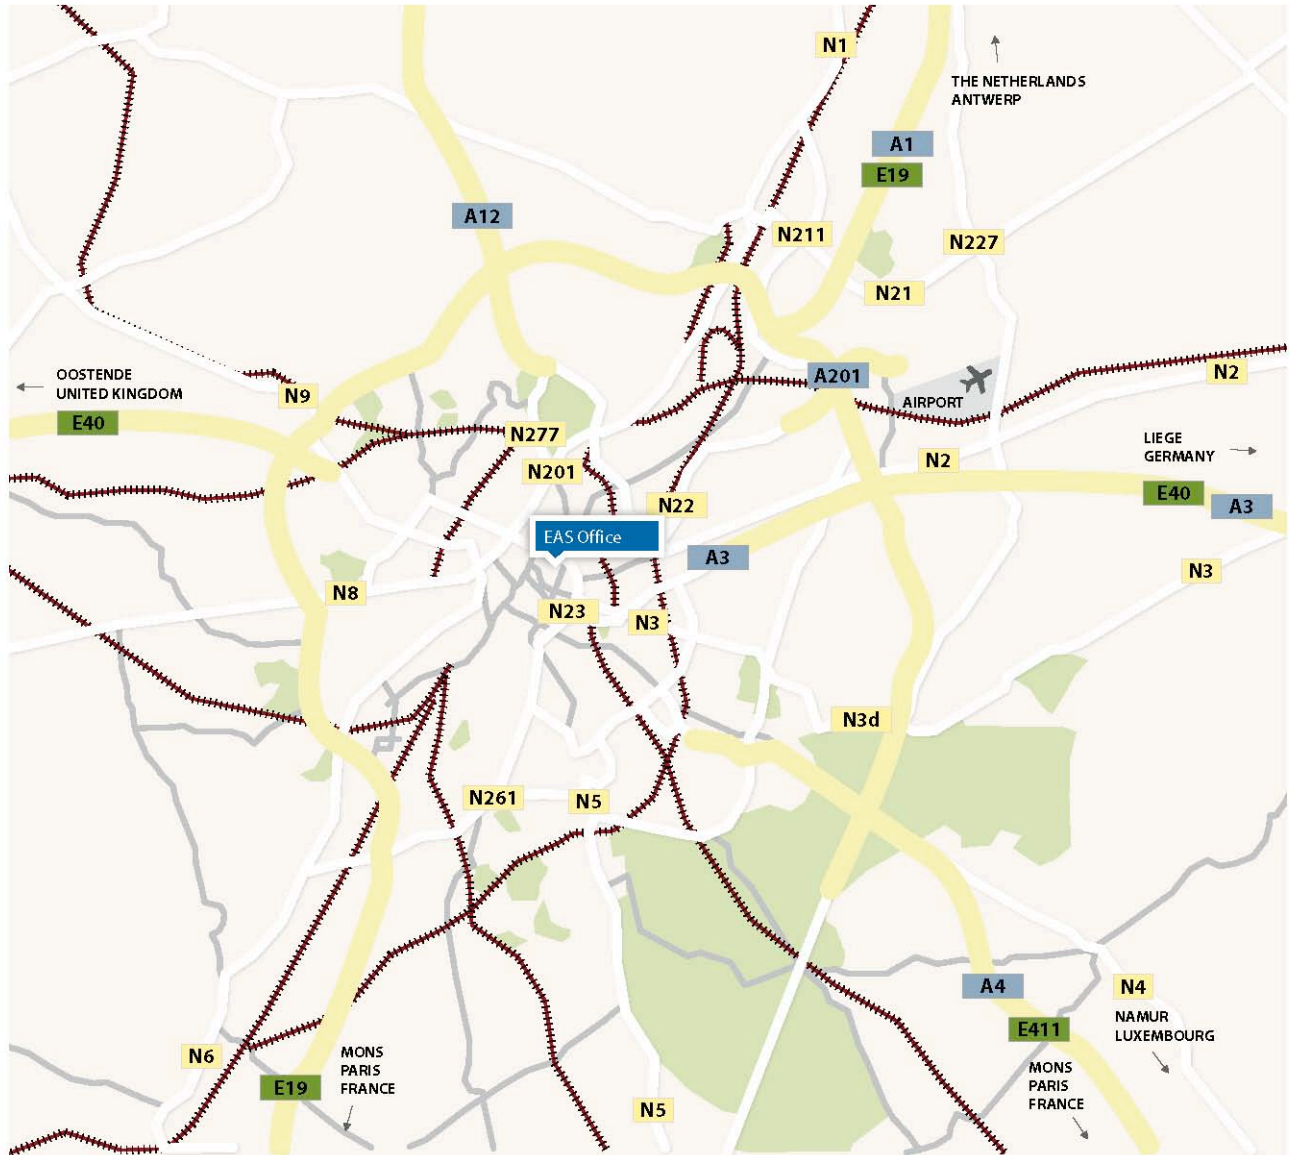 N1
THE NETHERLANDS
ANTWERP
A1
E19
A12
N211
N227
N21
OOSTENDE
UNITED KINGDOM
E40
N9
A201
AIRPORT
N2
N277
N201
N2
LIEGE
GERMANY
E40
A3
N22
EAS Office
A3
N3
N8
N23
N3
N3d
N261
N5
A4
N4
E411
NAMUR
LUXEMBOURG
N6
MONS
PARIS
FRANCE
E19
MONS
PARIS
FRANCE
N5